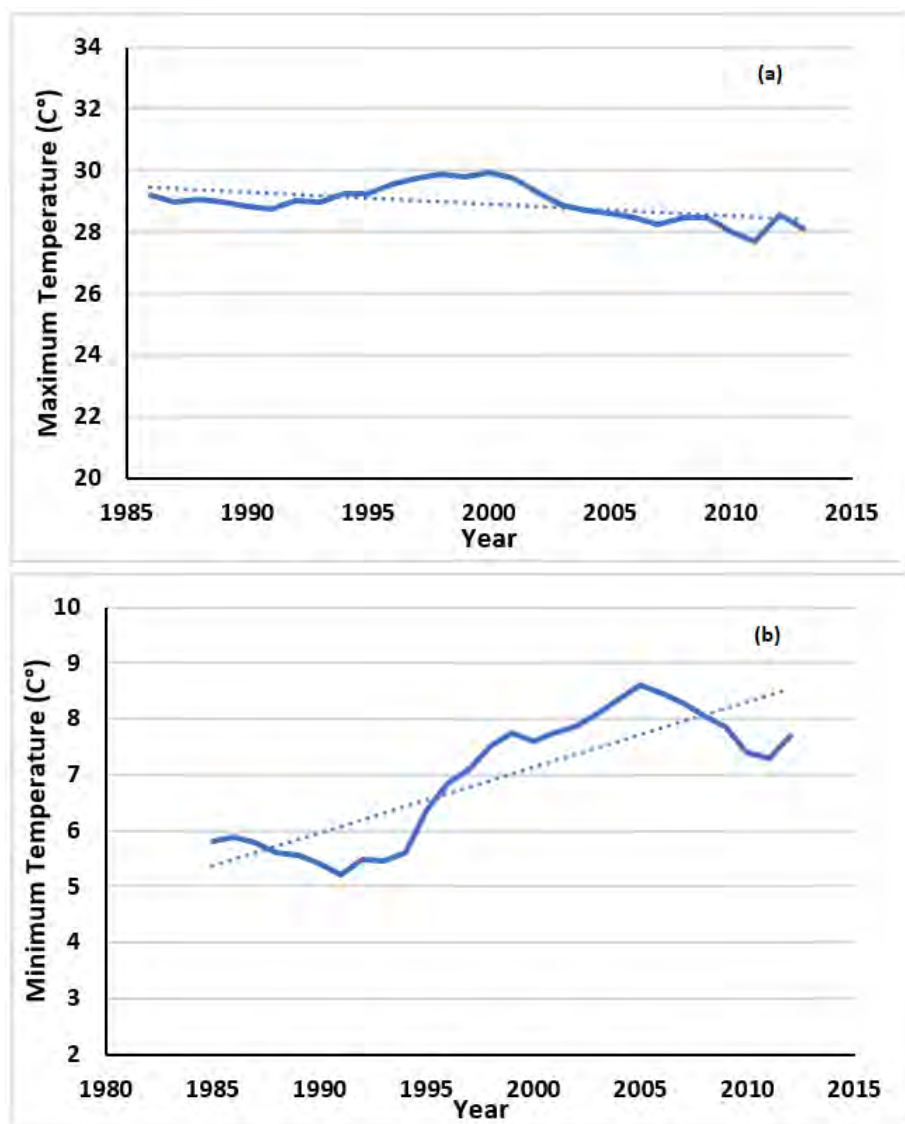 34
(a)
32
30
28
26
24
22
20
Maximum Temperature (C°)
1985 1990 1995 2000 2005 2010 2015
Year
10
(b)
9
8
7
6
5
4
3
2
Minimum Temperature (C°)
1980 1985 1990 1995 2000 2005 2010 2015
Year